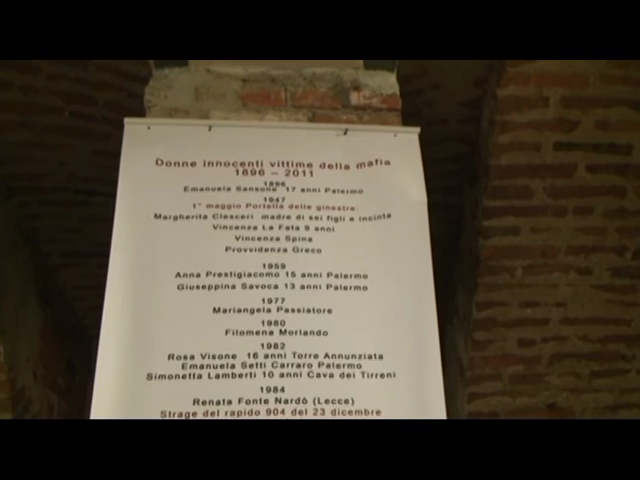 Donne innocenti vittime della mafia
1896 - 2011
1896
Emanuela Sansone 17 anni Palermo
1947
1° maggio Portella delle ginestre:
Margherita Clesceri madre di sei figli e incinta
Vincenza La Fata 9 anni
Vincenza Spina
Provvidenza Greco
1959
Anna Prestigiacomo 15 anni Palermo
Giuseppina Savoca 13 anni Palermo
1977
Mariangela Passiatore
1980
Filomena Morlando
1982
Rosa Visone 16 anni Torre Annunziata
Emanuela Setti Carraro Palermo
Simonetta Lamberti 10 anni Cava dei Tirreni
1984
Renata Fonte Nardò (Lecce)
Strage del rapido 904 del 23 dicembre